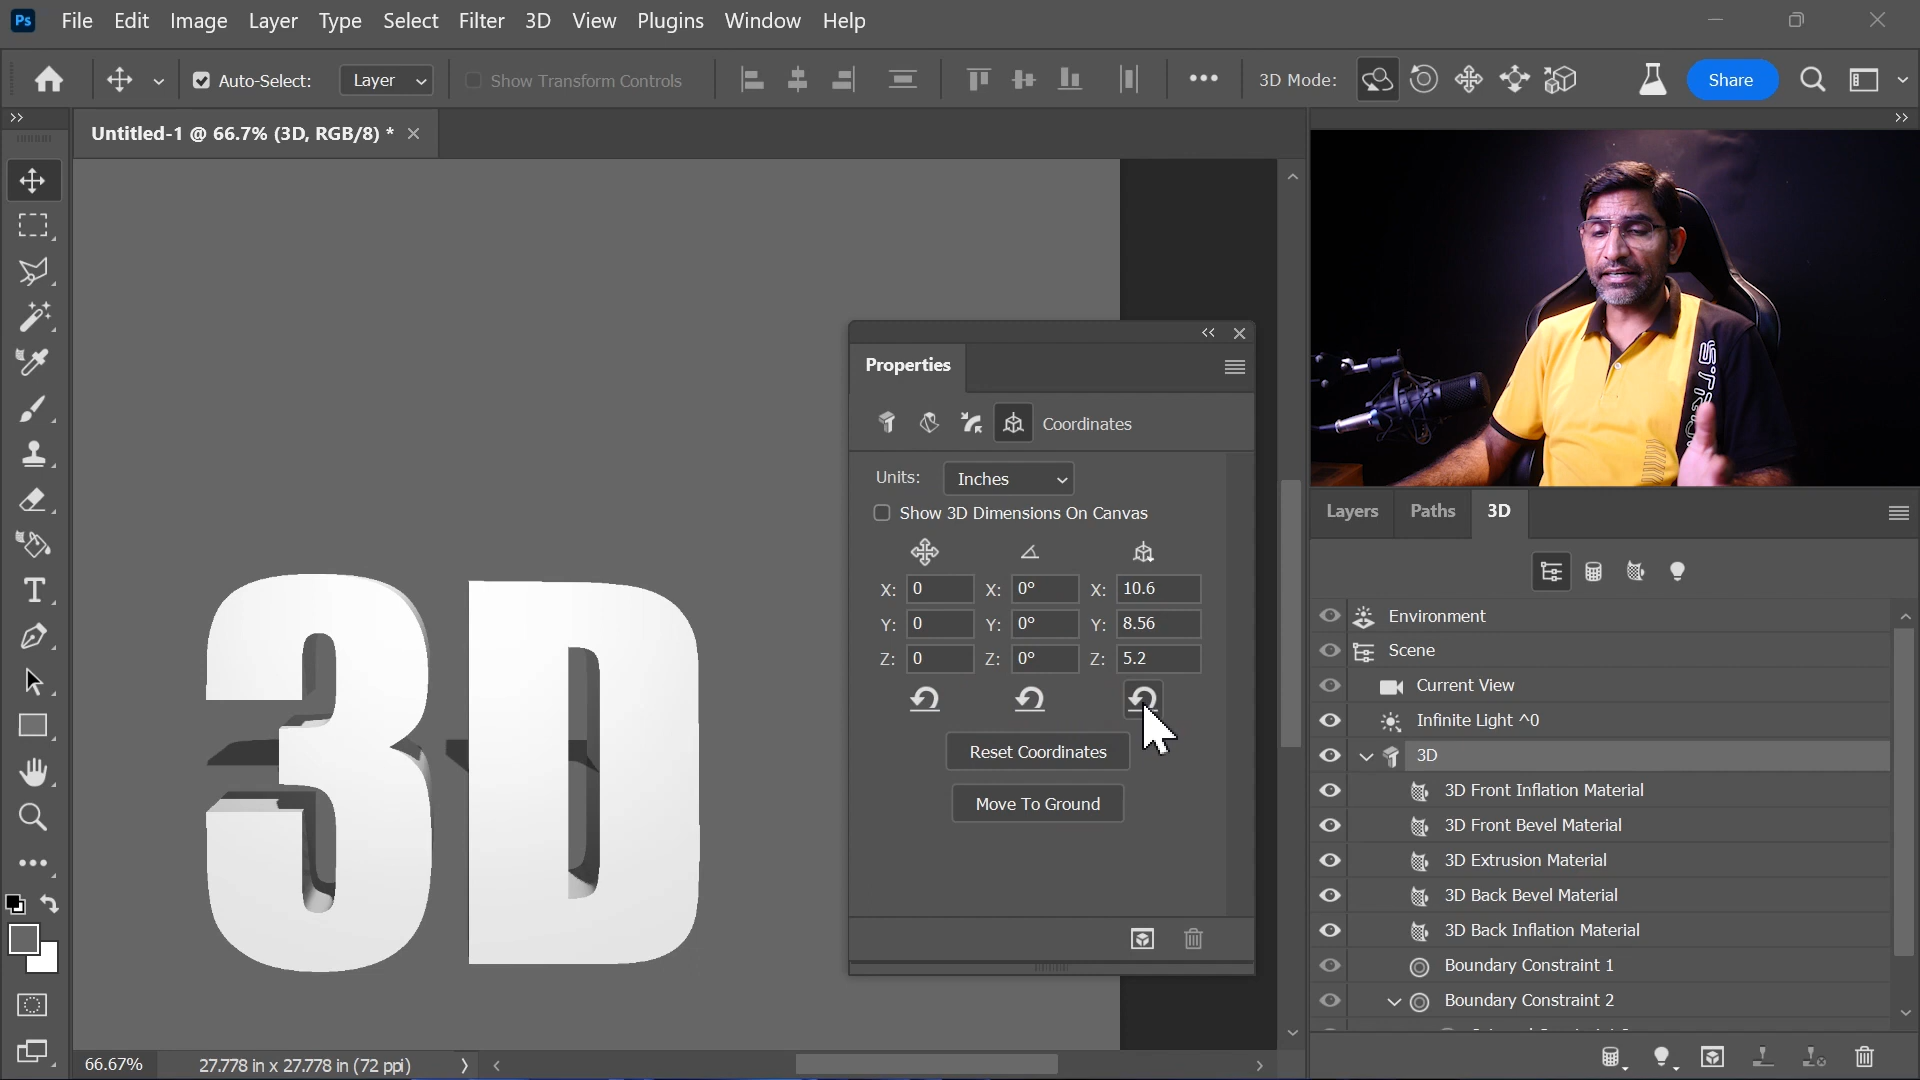 Ps File Edit Image Layer Type Select Filter 3D View Plugins Window Help
Auto-Select: Layer Show Transform Controls 3D Mode: Share
Untitled-1 @ 66.7% (3D, RGB/8) *
3D
Properties
Coordinates
Units: Inches
Show 3D Dimensions On Canvas
X: 0 X: 0° X: 10.6
Y: 0 Y: 0° Y: 8.56
Z: 0 Z: 0° Z: 5.2
Reset Coordinates
Move To Ground
Layers Paths 3D
Environment
Scene
Current View
Infinite Light ^0
3D
3D Front Inflation Material
3D Front Bevel Material
3D Extrusion Material
3D Back Bevel Material
3D Back Inflation Material
Boundary Constraint 1
Boundary Constraint 2
66.67% 27.778 in x 27.778 in (72 ppi)